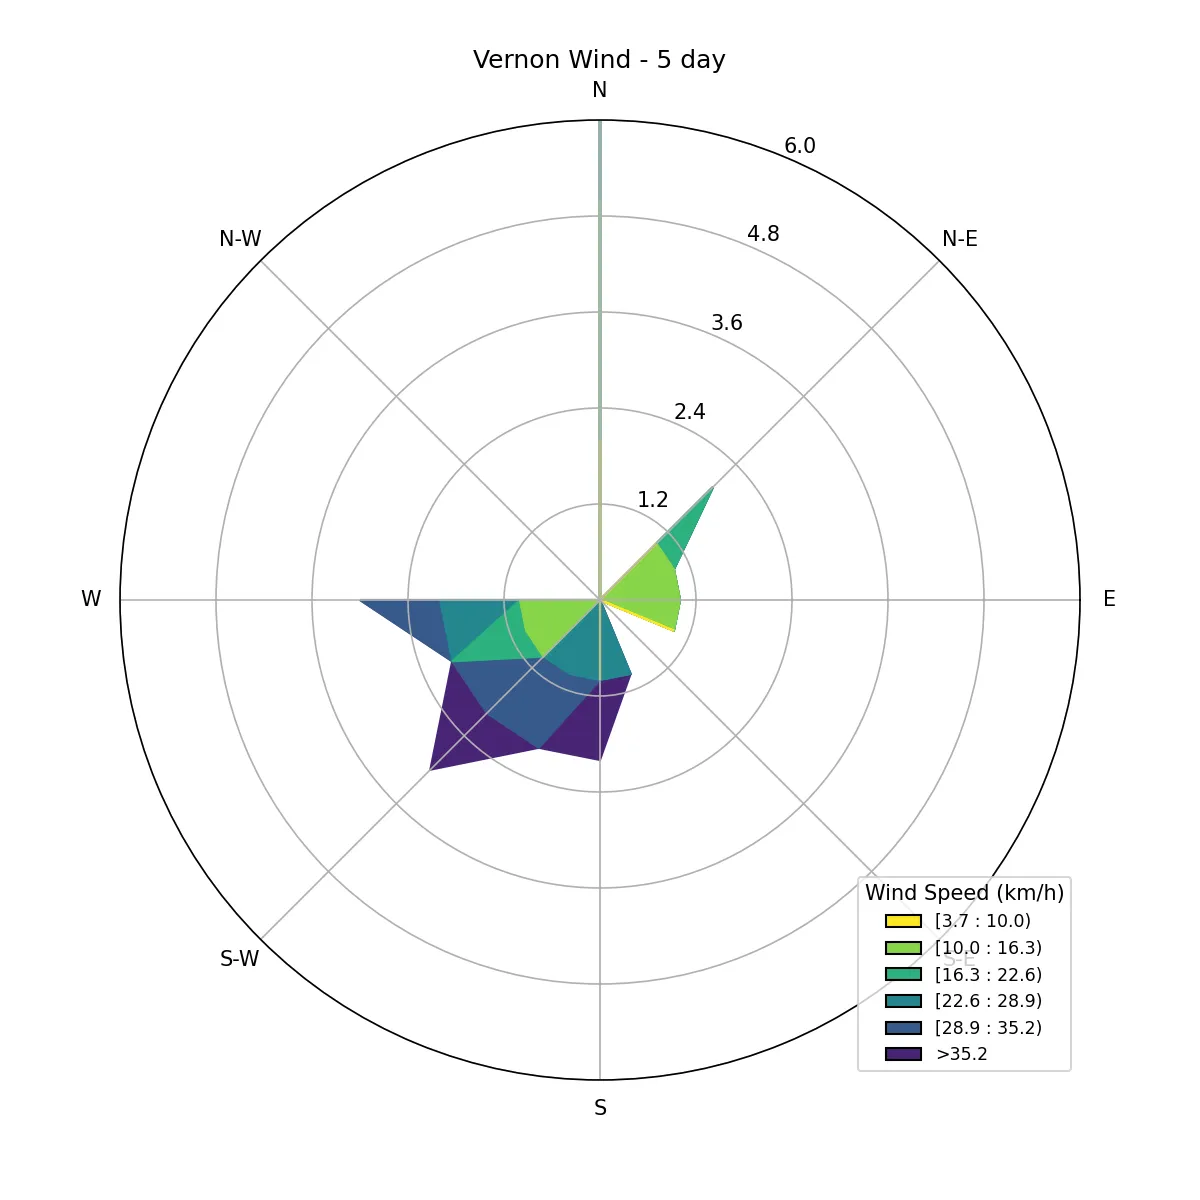 Vernon Wind - 5 day
N
6.0
4.8
N-W
N-E
3.6
2.4
1.2
W
E
Wind Speed (km/h)
[3.7 : 10.0)
[10.0 : 16.3)
S-W
S-E
[16.3 : 22.6)
[22.6 : 28.9)
[28.9 : 35.2)
>35.2
S